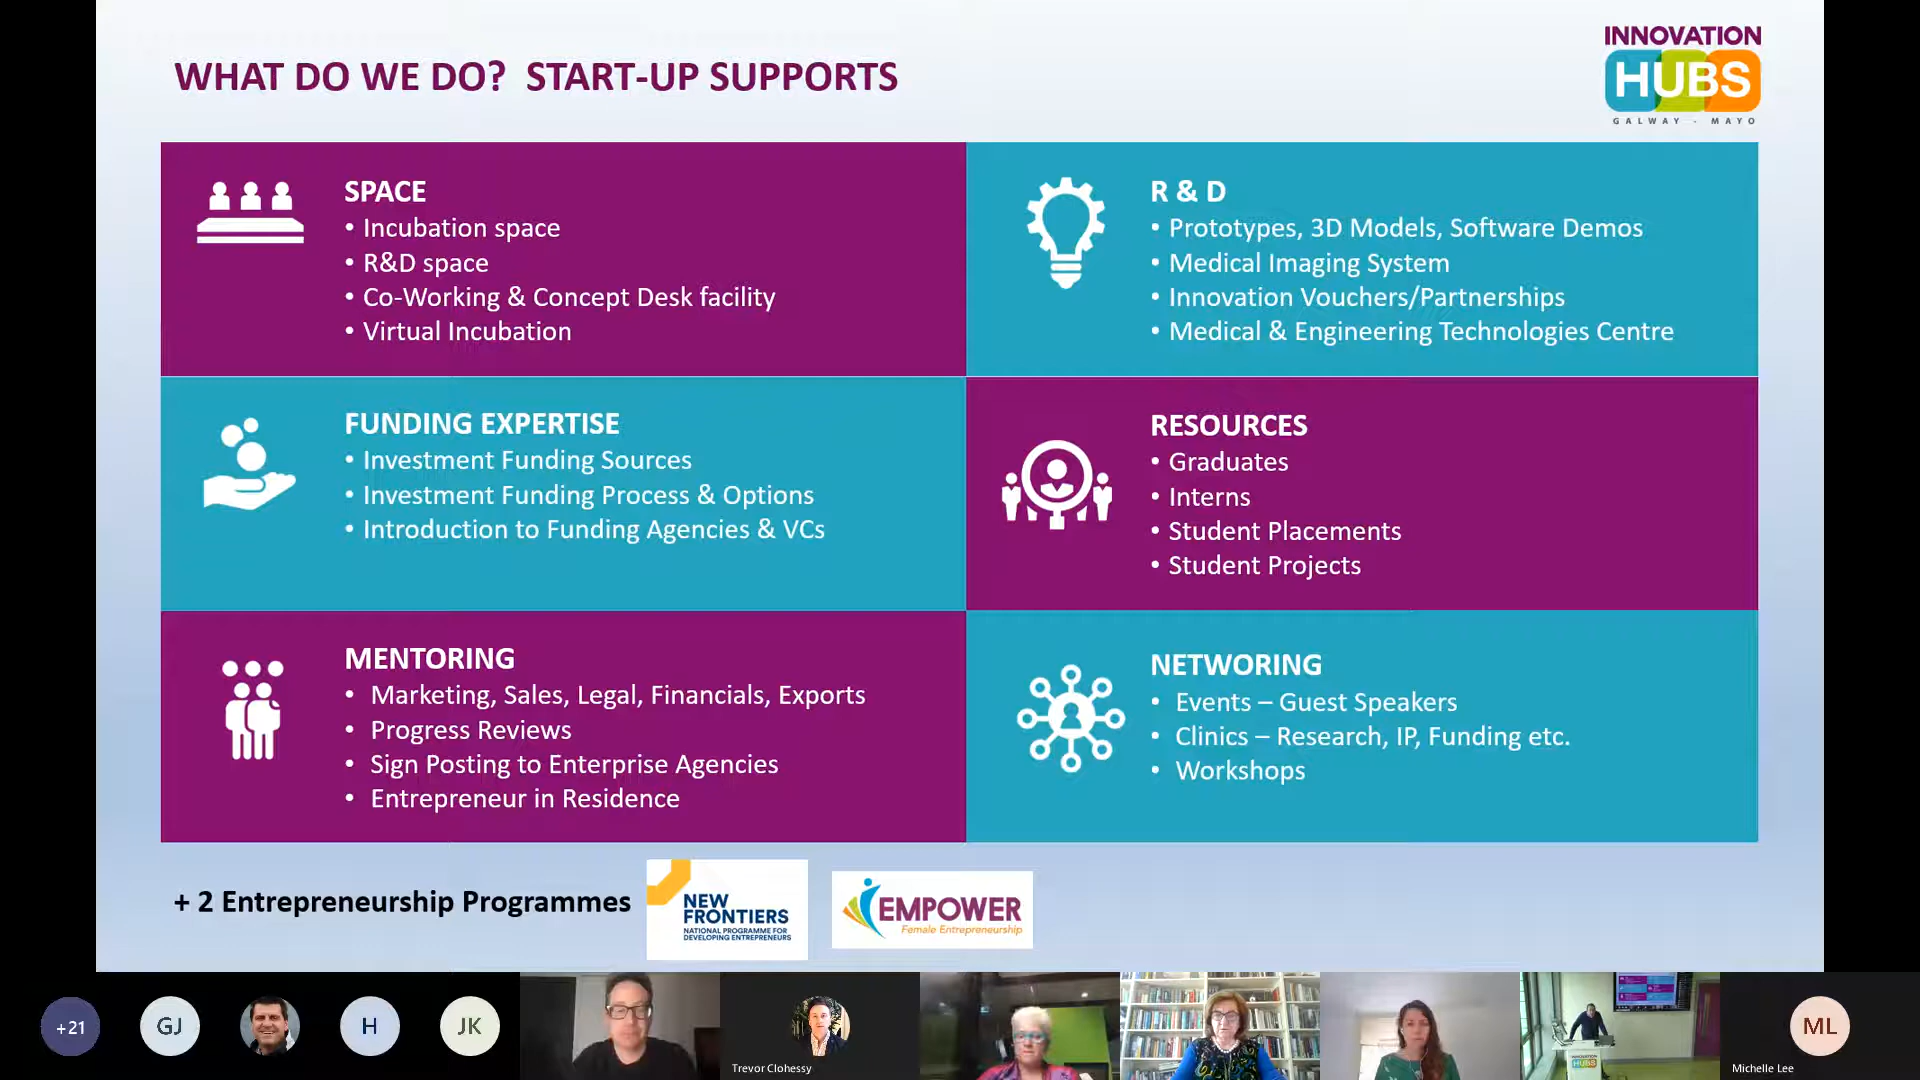 WHAT DO WE DO? START-UP SUPPORTS
INNOVATION
HUBS
GALWAY - MAYO
SPACE
• Incubation space
• R&D space
• Co-Working & Concept Desk facility
• Virtual Incubation
R & D
• Prototypes, 3D Models, Software Demos
• Medical Imaging System
• Innovation Vouchers/Partnerships
• Medical & Engineering Technologies Centre
FUNDING EXPERTISE
• Investment Funding Sources
• Investment Funding Process & Options
• Introduction to Funding Agencies & VCs
RESOURCES
• Graduates
• Interns
• Student Placements
• Student Projects
MENTORING
• Marketing, Sales, Legal, Financials, Exports
• Progress Reviews
• Sign Posting to Enterprise Agencies
• Entrepreneur in Residence
NETWORING
• Events – Guest Speakers
• Clinics – Research, IP, Funding etc.
• Workshops
+ 2 Entrepreneurship Programmes
NEW
FRONTIERS
NATIONAL PROGRAMME FOR
DEVELOPING ENTREPRENEURS
EMPOWER
Female Entrepreneurship
+21
GJ
H
JK
Trevor Clohessy
INNOVATION
HUBS
ML
Michelle Lee